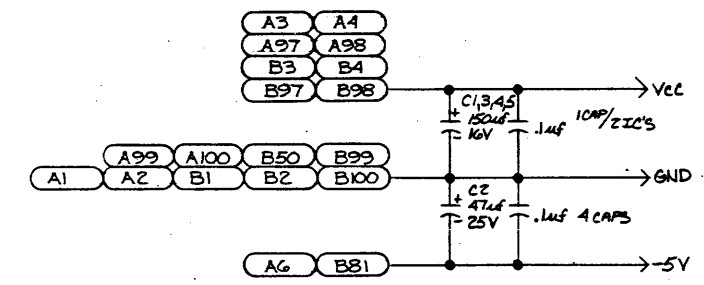 A3 A4
A97 A98
B3 B4
B97 B98
VCC
C1,3,4,5
+ 150uf
- 16V
.1uf
1CAP/2IC'S
A99 A100 B50 B99
A1 A2 B1 B2 B100
GND
C2
+ 47uf
- 25V
.1uf 4 CAPS
A6 B81
-5V